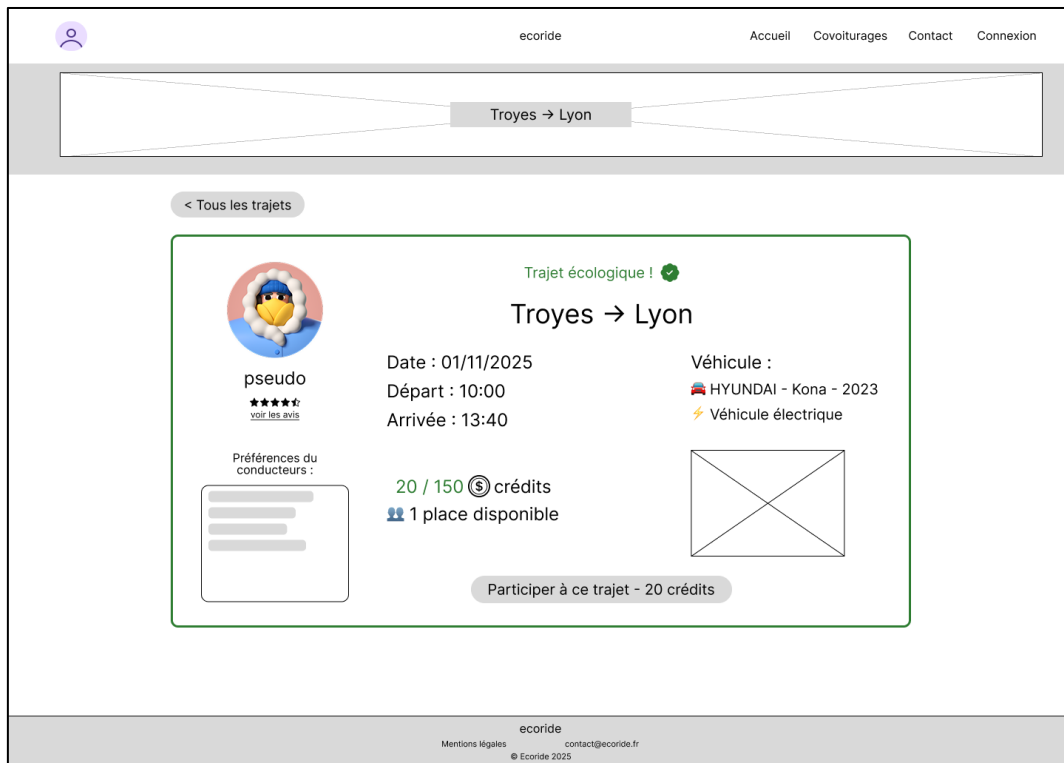 ecoride
Accueil Covoiturages Contact Connexion
Troyes → Lyon
< Tous les trajets
Trajet écologique !
Troyes → Lyon
pseudo
voir les avis
Préférences du
conducteurs :
Date : 01/11/2025
Départ : 10:00
Arrivée : 13:40
20 / 150 $ crédits
1 place disponible
Véhicule :
HYUNDAI - Kona - 2023
Véhicule électrique
Participer à ce trajet - 20 crédits
ecoride
Mentions légales contact@ecoride.fr
© Ecoride 2025